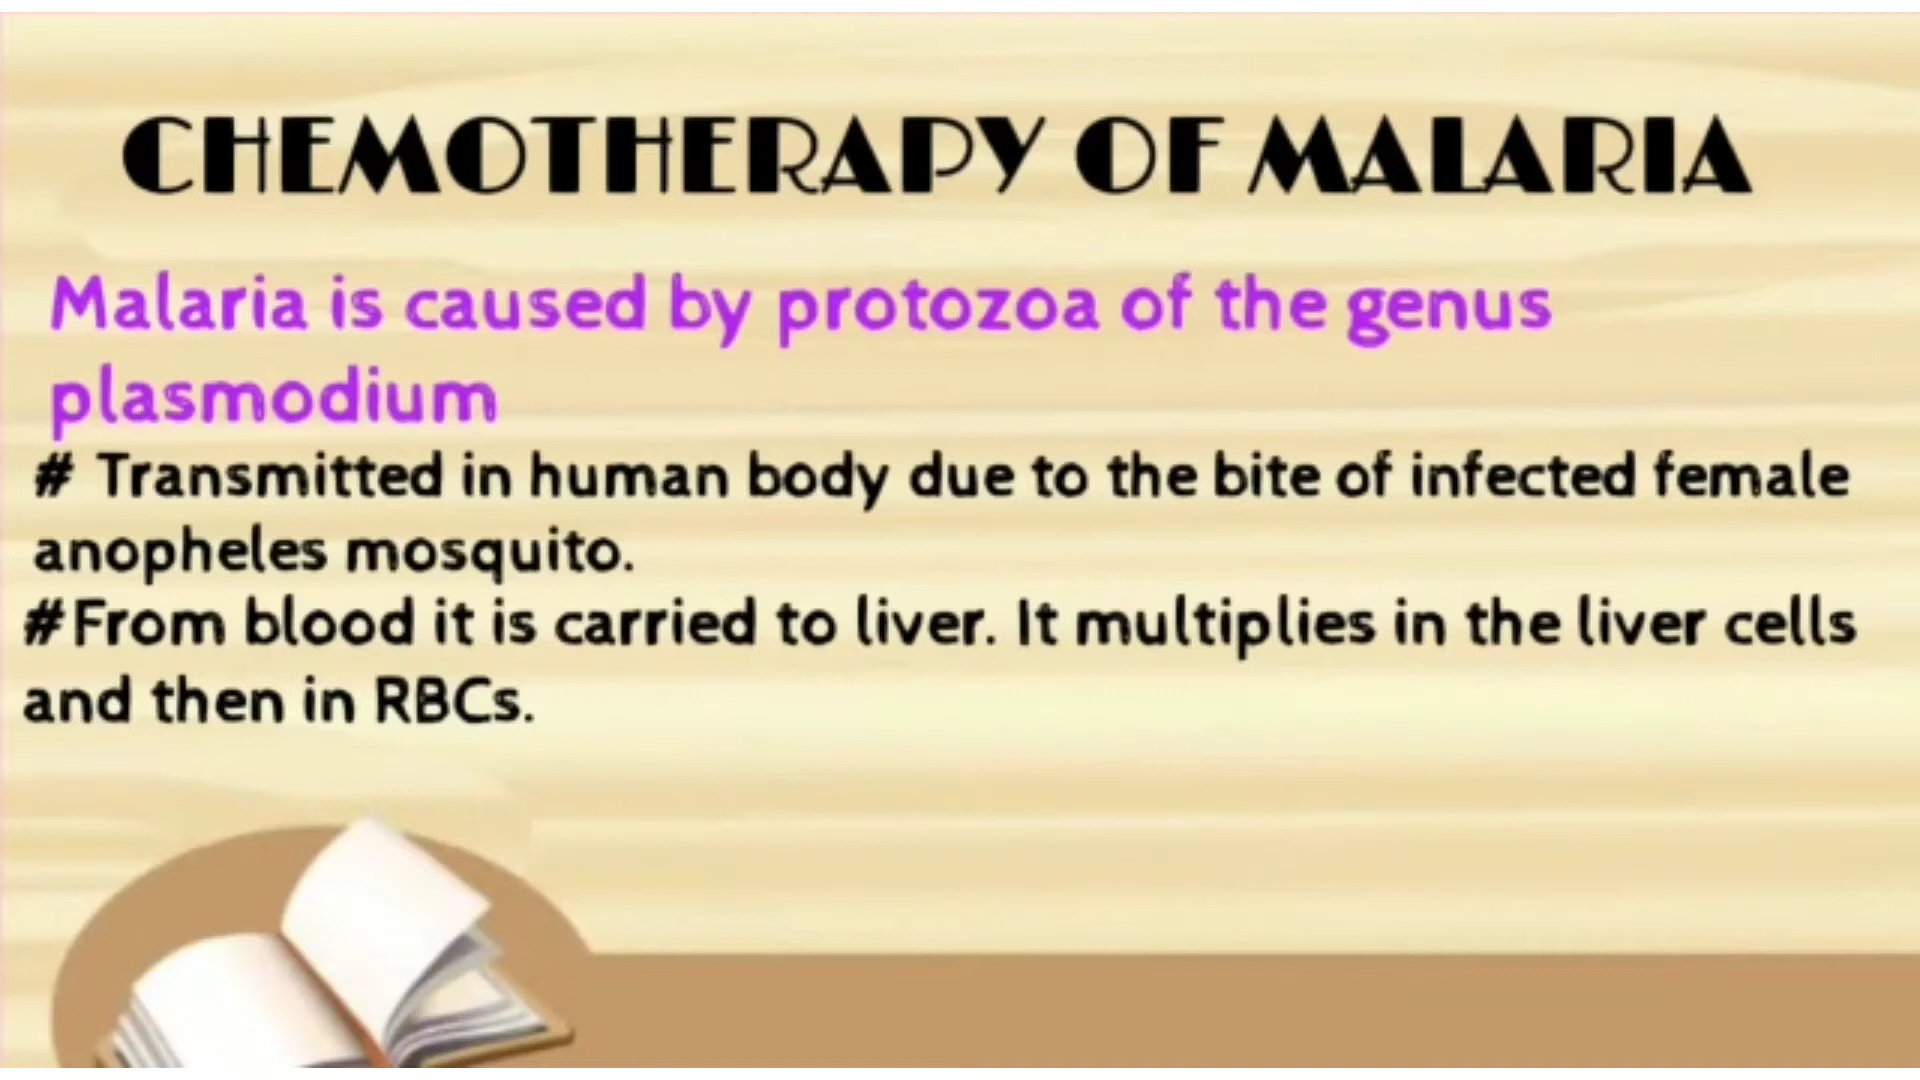 CHEMOTHERAPY OF MALARIA
Malaria is caused by protozoa of the genus
plasmodium
# Transmitted in human body due to the bite of infected female
anopheles mosquito.
#From blood it is carried to liver. It multiplies in the liver cells
and then in RBCs.